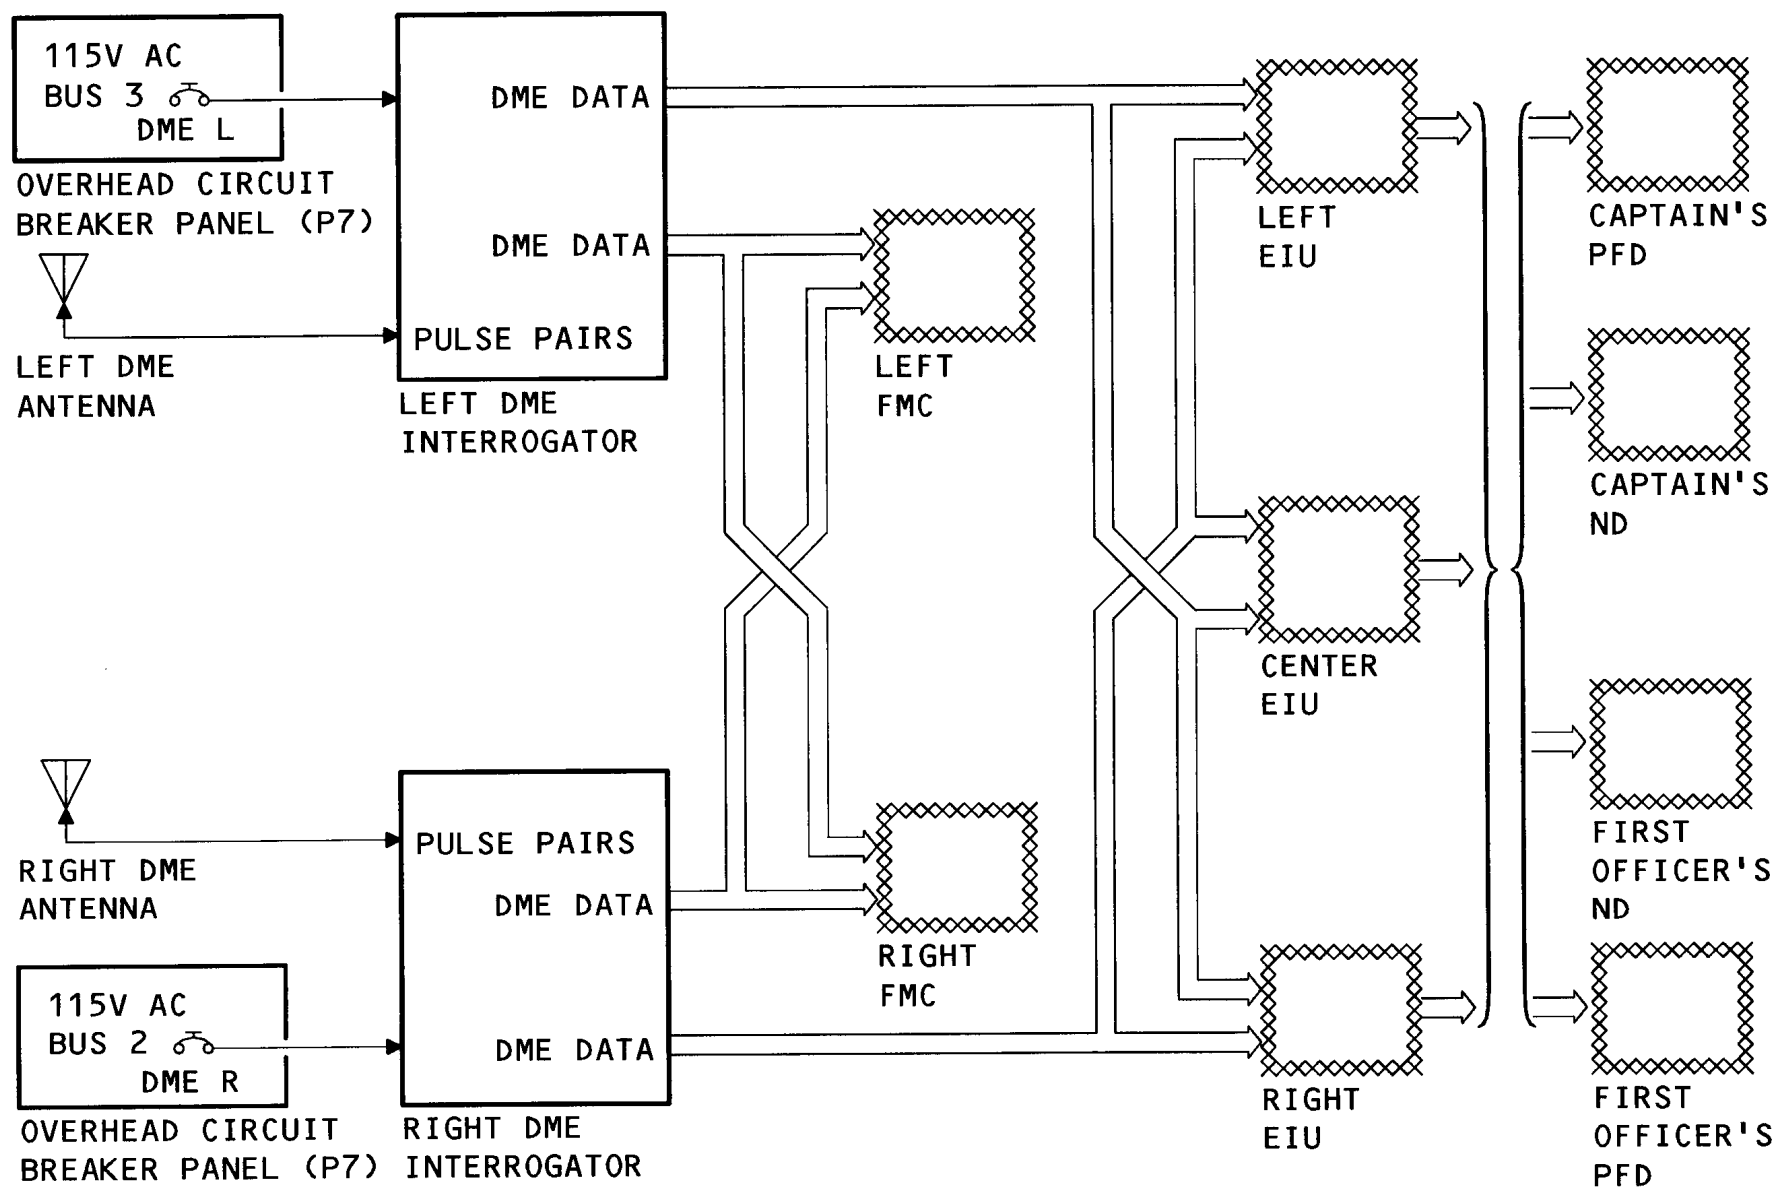 115V AC
BUS 3
DME L
OVERHEAD CIRCUIT
BREAKER PANEL (P7)
LEFT DME
ANTENNA
DME DATA
DME DATA
PULSE PAIRS
LEFT DME
INTERROGATOR
LEFT
FMC
LEFT
EIU
CAPTAIN'S
PFD
CAPTAIN'S
ND
CENTER
EIU
RIGHT DME
ANTENNA
115V AC
BUS 2
DME R
OVERHEAD CIRCUIT
BREAKER PANEL (P7)
PULSE PAIRS
DME DATA
DME DATA
RIGHT DME
INTERROGATOR
RIGHT
FMC
RIGHT
EIU
FIRST
OFFICER'S
ND
FIRST
OFFICER'S
PFD